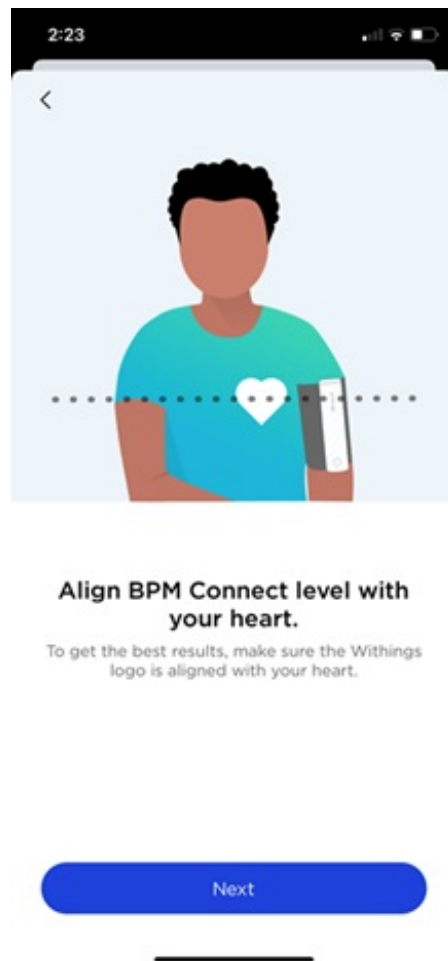 2:23
Align BPM Connect level with
your heart.
To get the best results, make sure the Withings
logo is aligned with your heart.
Next